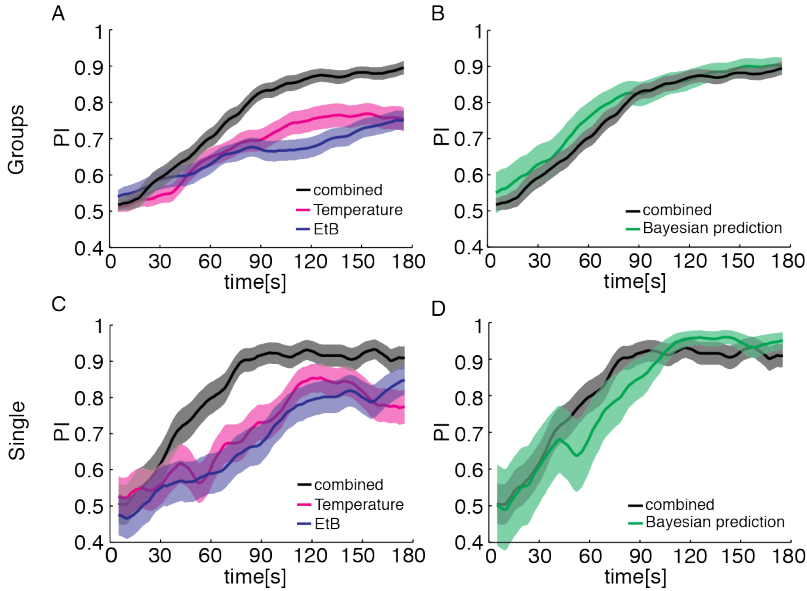 A
B
1
0.9
0.8
0.7
0.6
0.5
0.4
PI
Groups
combined
Temperature
EtB
0 30 60 90 120 150 180
time[s]
1
0.9
0.8
0.7
0.6
0.5
0.4
PI
combined
Bayesian prediction
0 30 60 90 120 150 180
time[s]
C
D
1
0.9
0.8
0.7
0.6
0.5
0.4
PI
Single
combined
Temperature
EtB
0 30 60 90 120 150 180
time[s]
1
0.9
0.8
0.7
0.6
0.5
0.4
PI
combined
Bayesian prediction
0 30 60 90 120 150 180
time[s]